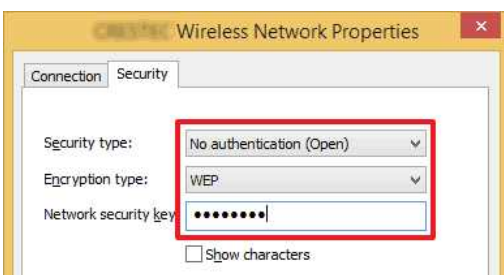 Wireless Network Properties
Connection Security
Security type: No authentication (Open)
Encryption type: WEP
Network security key ●●●●●●●●
Show characters